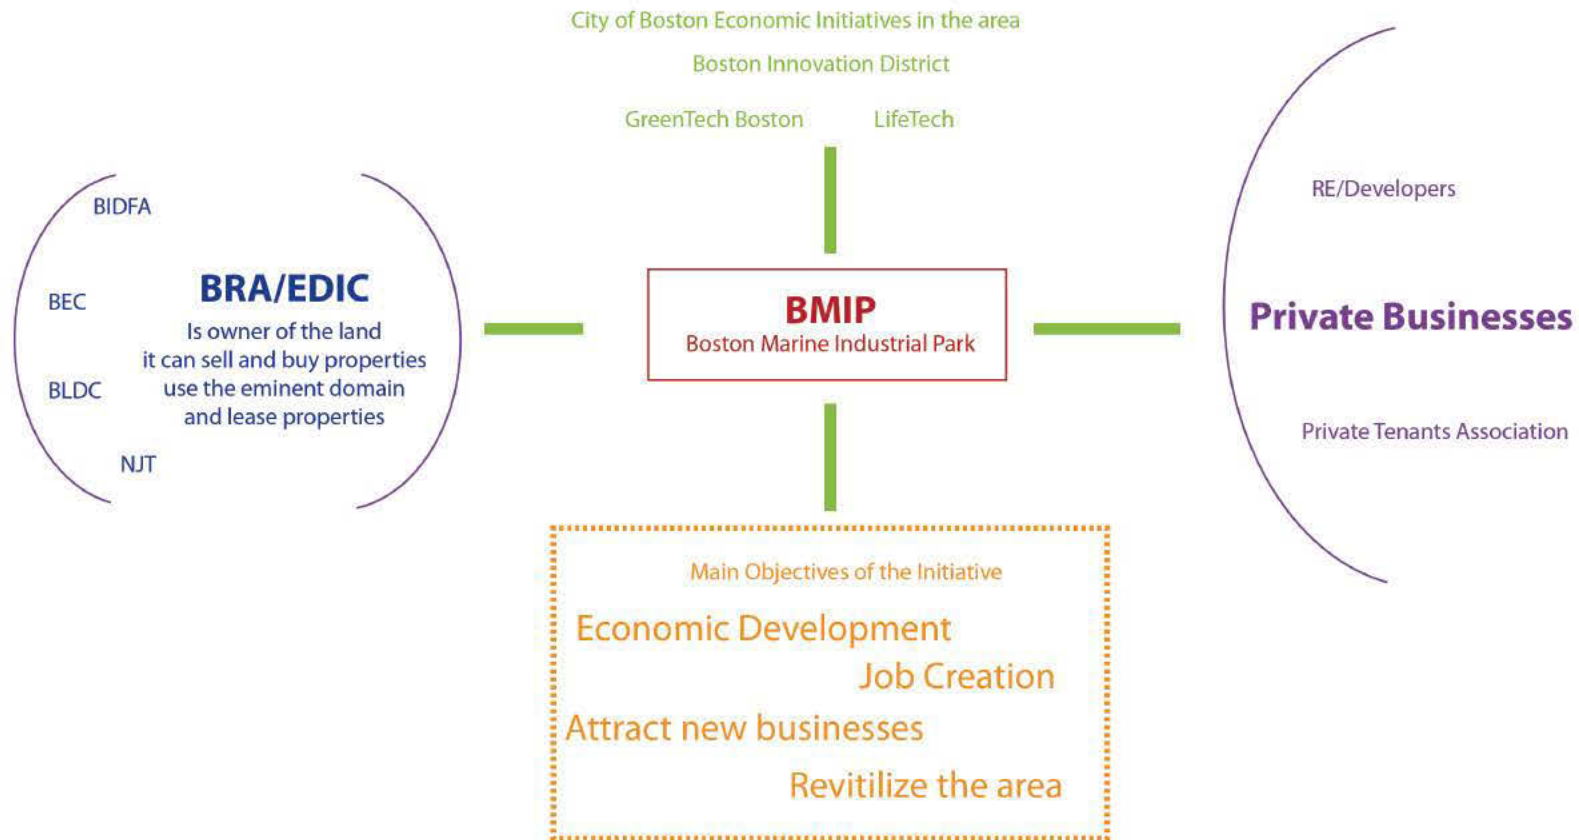 City of Boston Economic Initiatives in the area
Boston Innovation District
GreenTech Boston
LifeTech
BIDFA
BEC
BLDC
NJT
BRA/EDIC
Is owner of the land
it can sell and buy properties
use the eminent domain
and lease properties
BMIP
Boston Marine Industrial Park
RE/Developers
Private Businesses
Private Tenants Association
Main Objectives of the Initiative
Economic Development
Job Creation
Attract new businesses
Revitilize the area